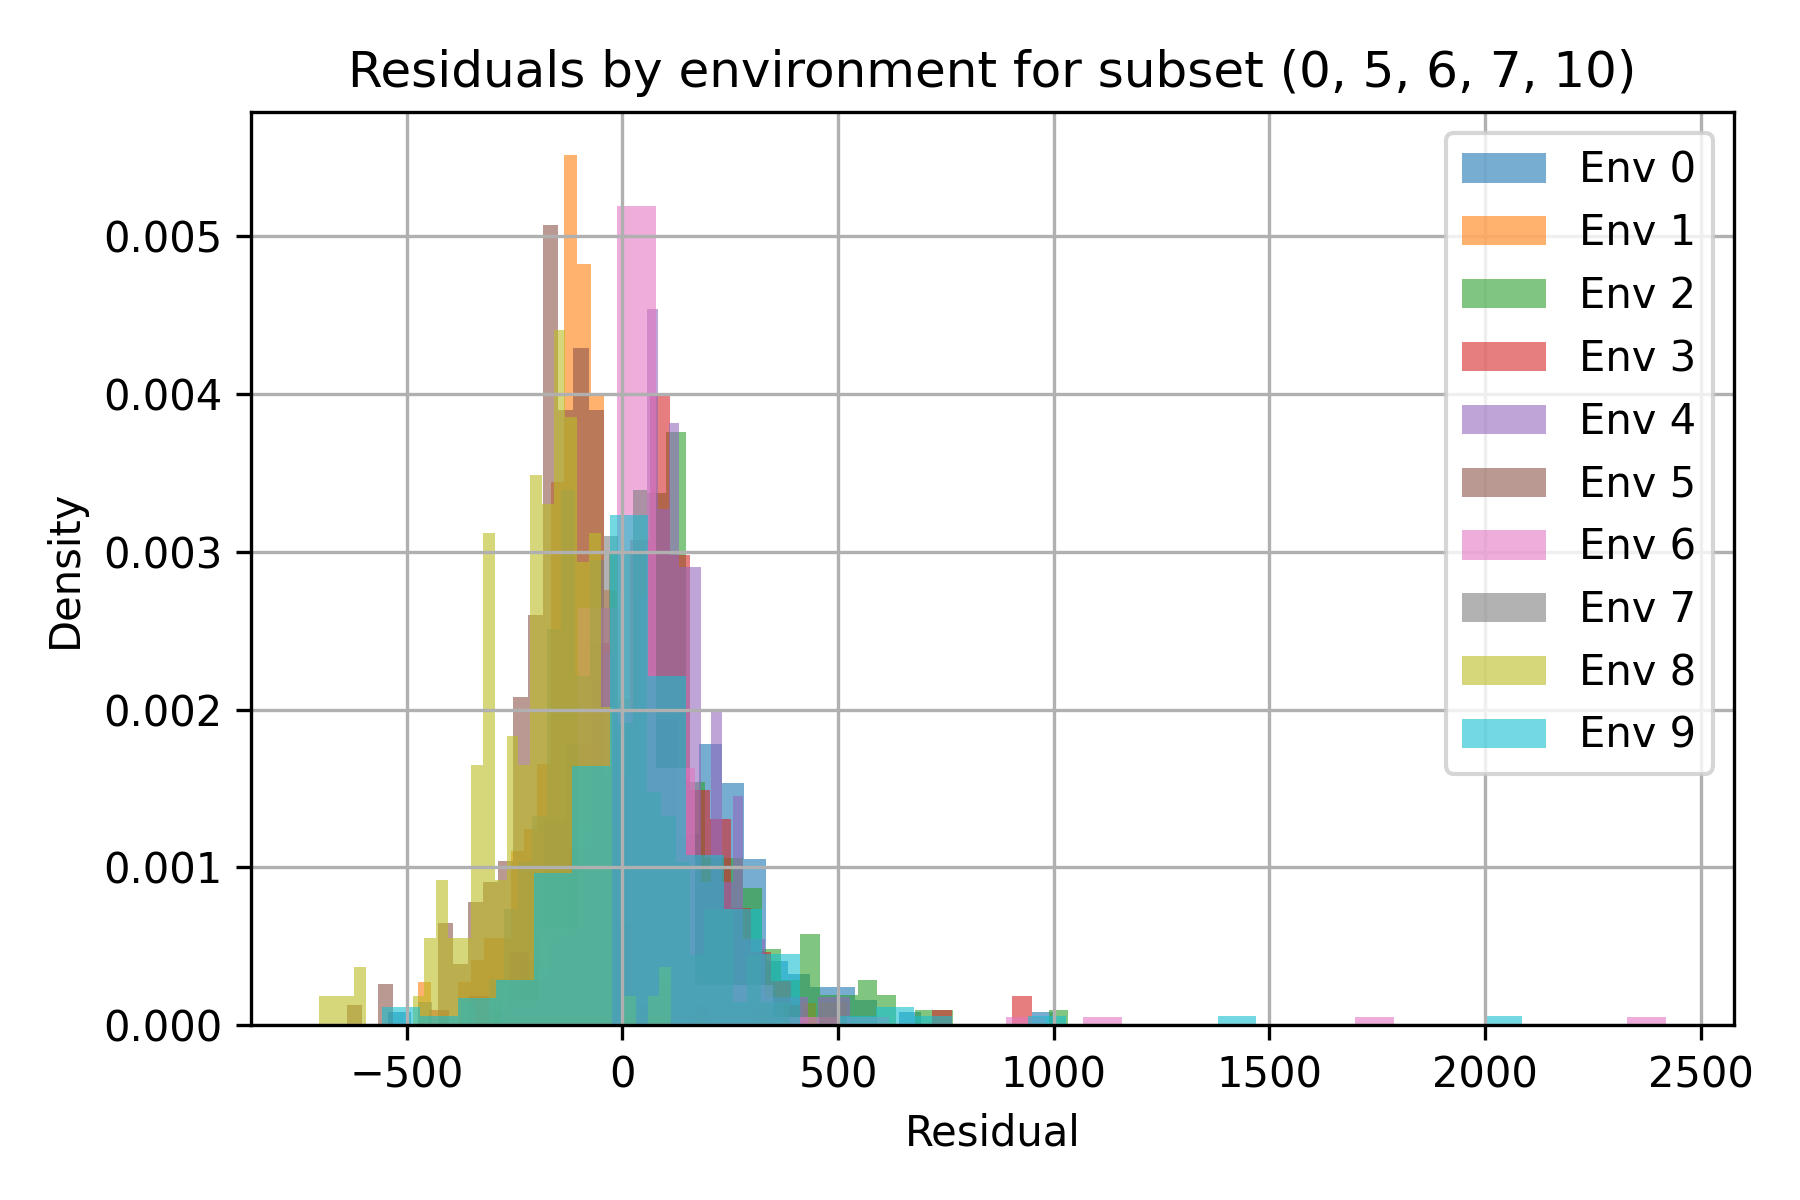 Residuals by environment for subset (0, 5, 6, 7, 10)
Env 0
Env 1
Env 2
Env 3
Env 4
Env 5
Env 6
Env 7
Env 8
Env 9
Density
0.005
0.004
0.003
0.002
0.001
0.000
−500
0
500
1000
1500
2000
2500
Residual